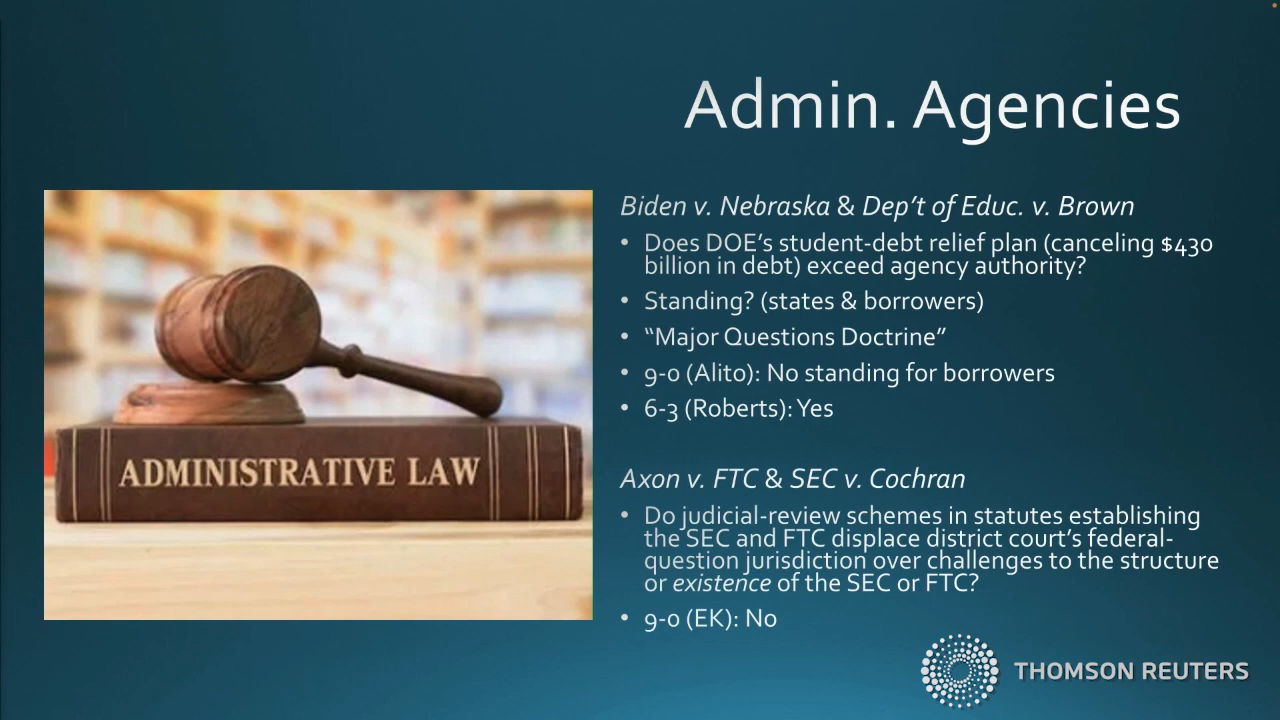 Admin. Agencies
Biden v. Nebraska & Dep’t of Educ. v. Brown
• Does DOE’s student-debt relief plan (canceling $430
billion in debt) exceed agency authority?
• Standing? (states & borrowers)
• “Major Questions Doctrine”
• 9-0 (Alito): No standing for borrowers
• 6-3 (Roberts): Yes
ADMINISTRATIVE LAW
Axon v. FTC & SEC v. Cochran
• Do judicial-review schemes in statutes establishing
the SEC and FTC displace district court’s federal-
question jurisdiction over challenges to the structure
or existence of the SEC or FTC?
• 9-0 (EK): No
THOMSON REUTERS